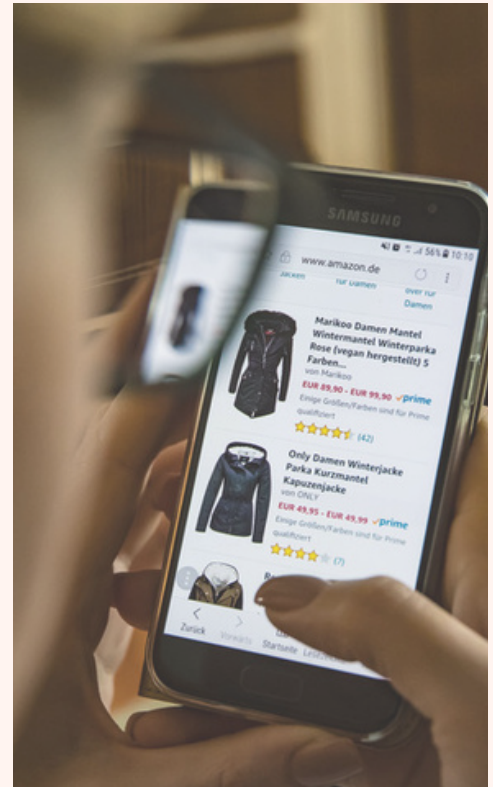 SAMSUNG
56% 10:10
www.amazon.de
Jacken
für Damen
over für
Damen
Marikoo Damen Mantel
Wintermantel Winterparka
Rose (vegan hergestellt) 5
Farben...
von Marikoo
EUR 89,90 - EUR 99,90 prime
Einige Größen/Farben sind für Prime
qualifiziert
(42)
Only Damen Winterjacke
Parka Kurzmantel
Kapuzenjacke
von ONLY
EUR 49,95 - EUR 49,99 prime
Einige Größen/Farben sind für Prime
qualifiziert
(7)
Zurück
Vorwärts
Startseite